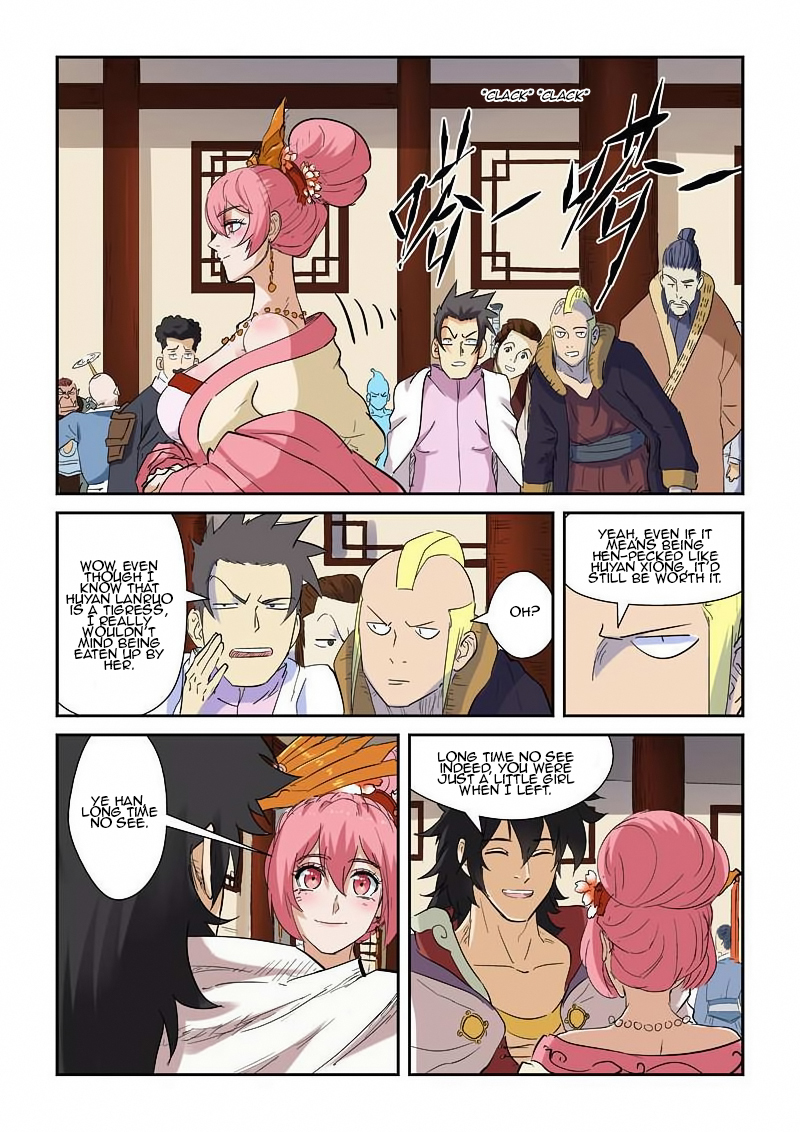 "CLACK" "CLACK"
嗒一 嗒一
WOW, EVEN
THOUGH I
KNOW THAT
HUYAN LANRUO
IS A TIGRESS,
I REALLY
WOULDN'T
MIND BEING
EATEN UP BY
HER.
OH?
YEAH, EVEN IF IT
MEANS BEING
HEN-PECKED LIKE
HUYAN XIONG, IT'D
STILL BE WORTH IT.
YE HAN,
LONG TIME
NO SEE.
LONG TIME NO SEE
INDEED. YOU WERE
JUST A LITTLE GIRL
WHEN I LEFT.